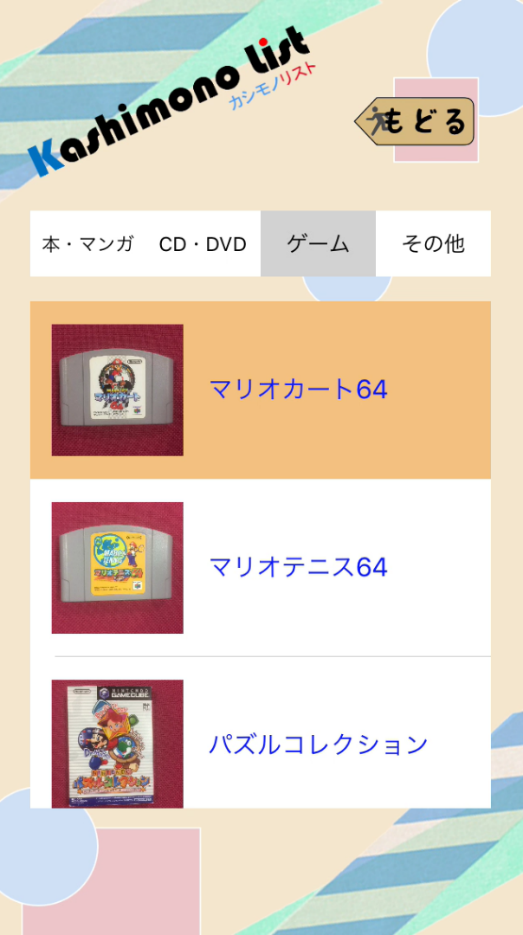 Kashimono List
カシモノリスト
もどる
本・マンガ
CD・DVD
ゲーム
その他
マリオカート64
マリオテニス64
NINTENDO
GAMECUBE
パズルコレクション